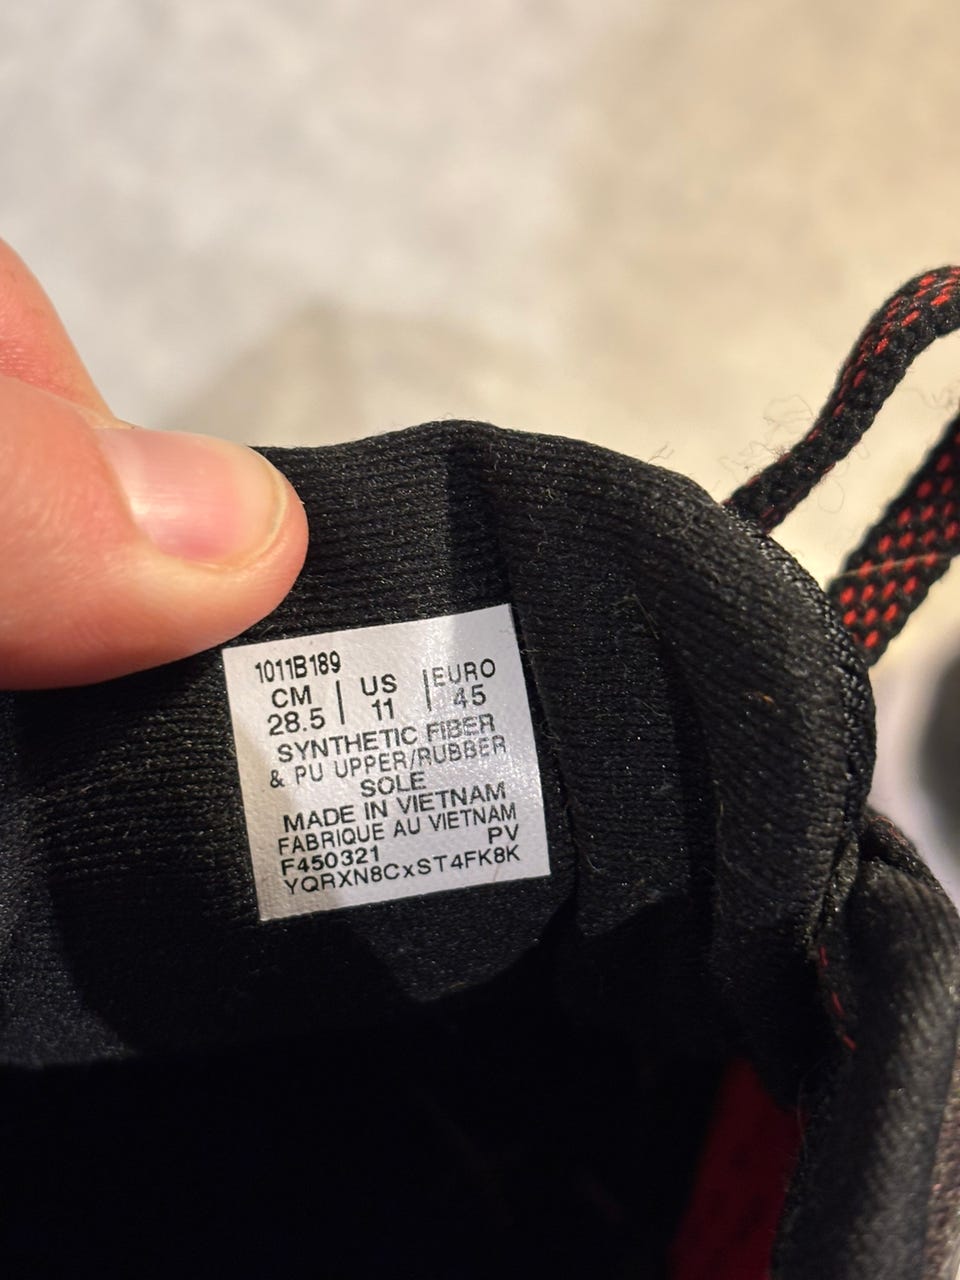 1011B189
CM | US | EURO
28.5 | 11 | 45
SYNTHETIC FIBER
& PU UPPER/RUBBER
SOLE
MADE IN VIETNAM
FABRIQUE AU VIETNAM
F450321 PV
YQRXN8CxST4FK8K